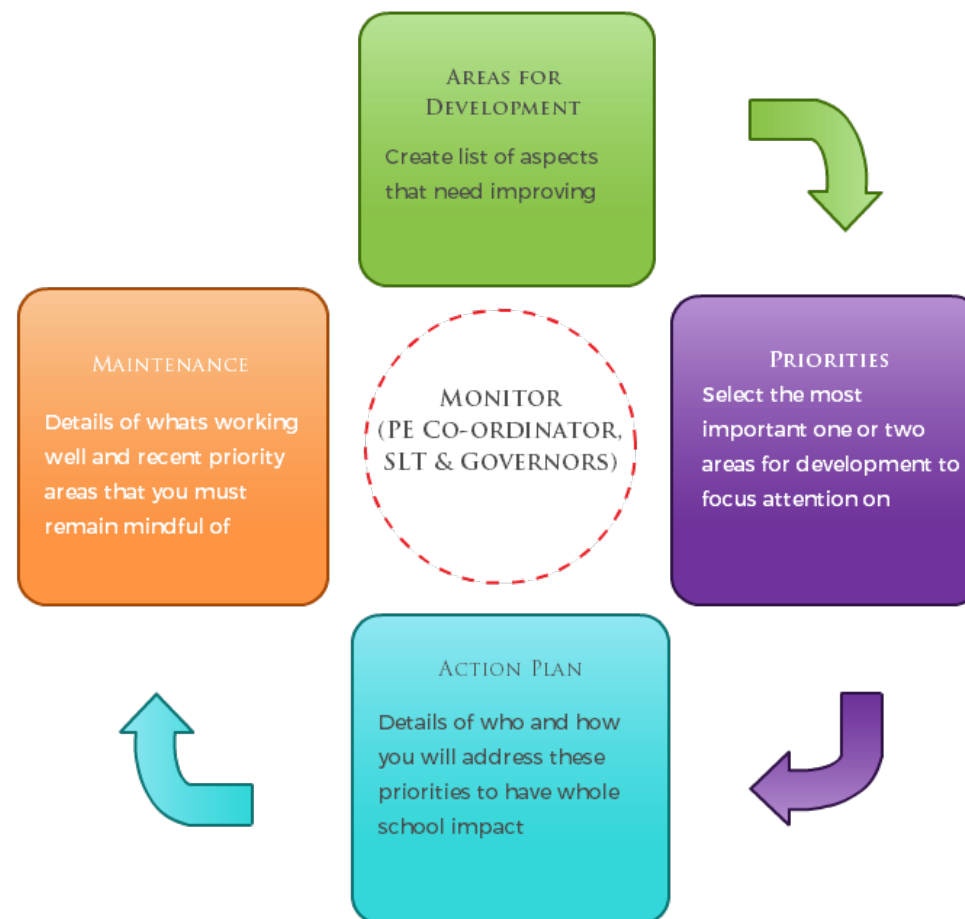 AREAS FOR
DEVELOPMENT
Create list of aspects
that need improving
PRIORITIES
Select the most
important one or two
areas for development to
focus attention on
ACTION PLAN
Details of who and how
you will address these
priorities to have whole
school impact
MAINTENANCE
Details of whats working
well and recent priority
areas that you must
remain mindful of
MONITOR
(PE CO-ORDINATOR,
SLT & GOVERNORS)